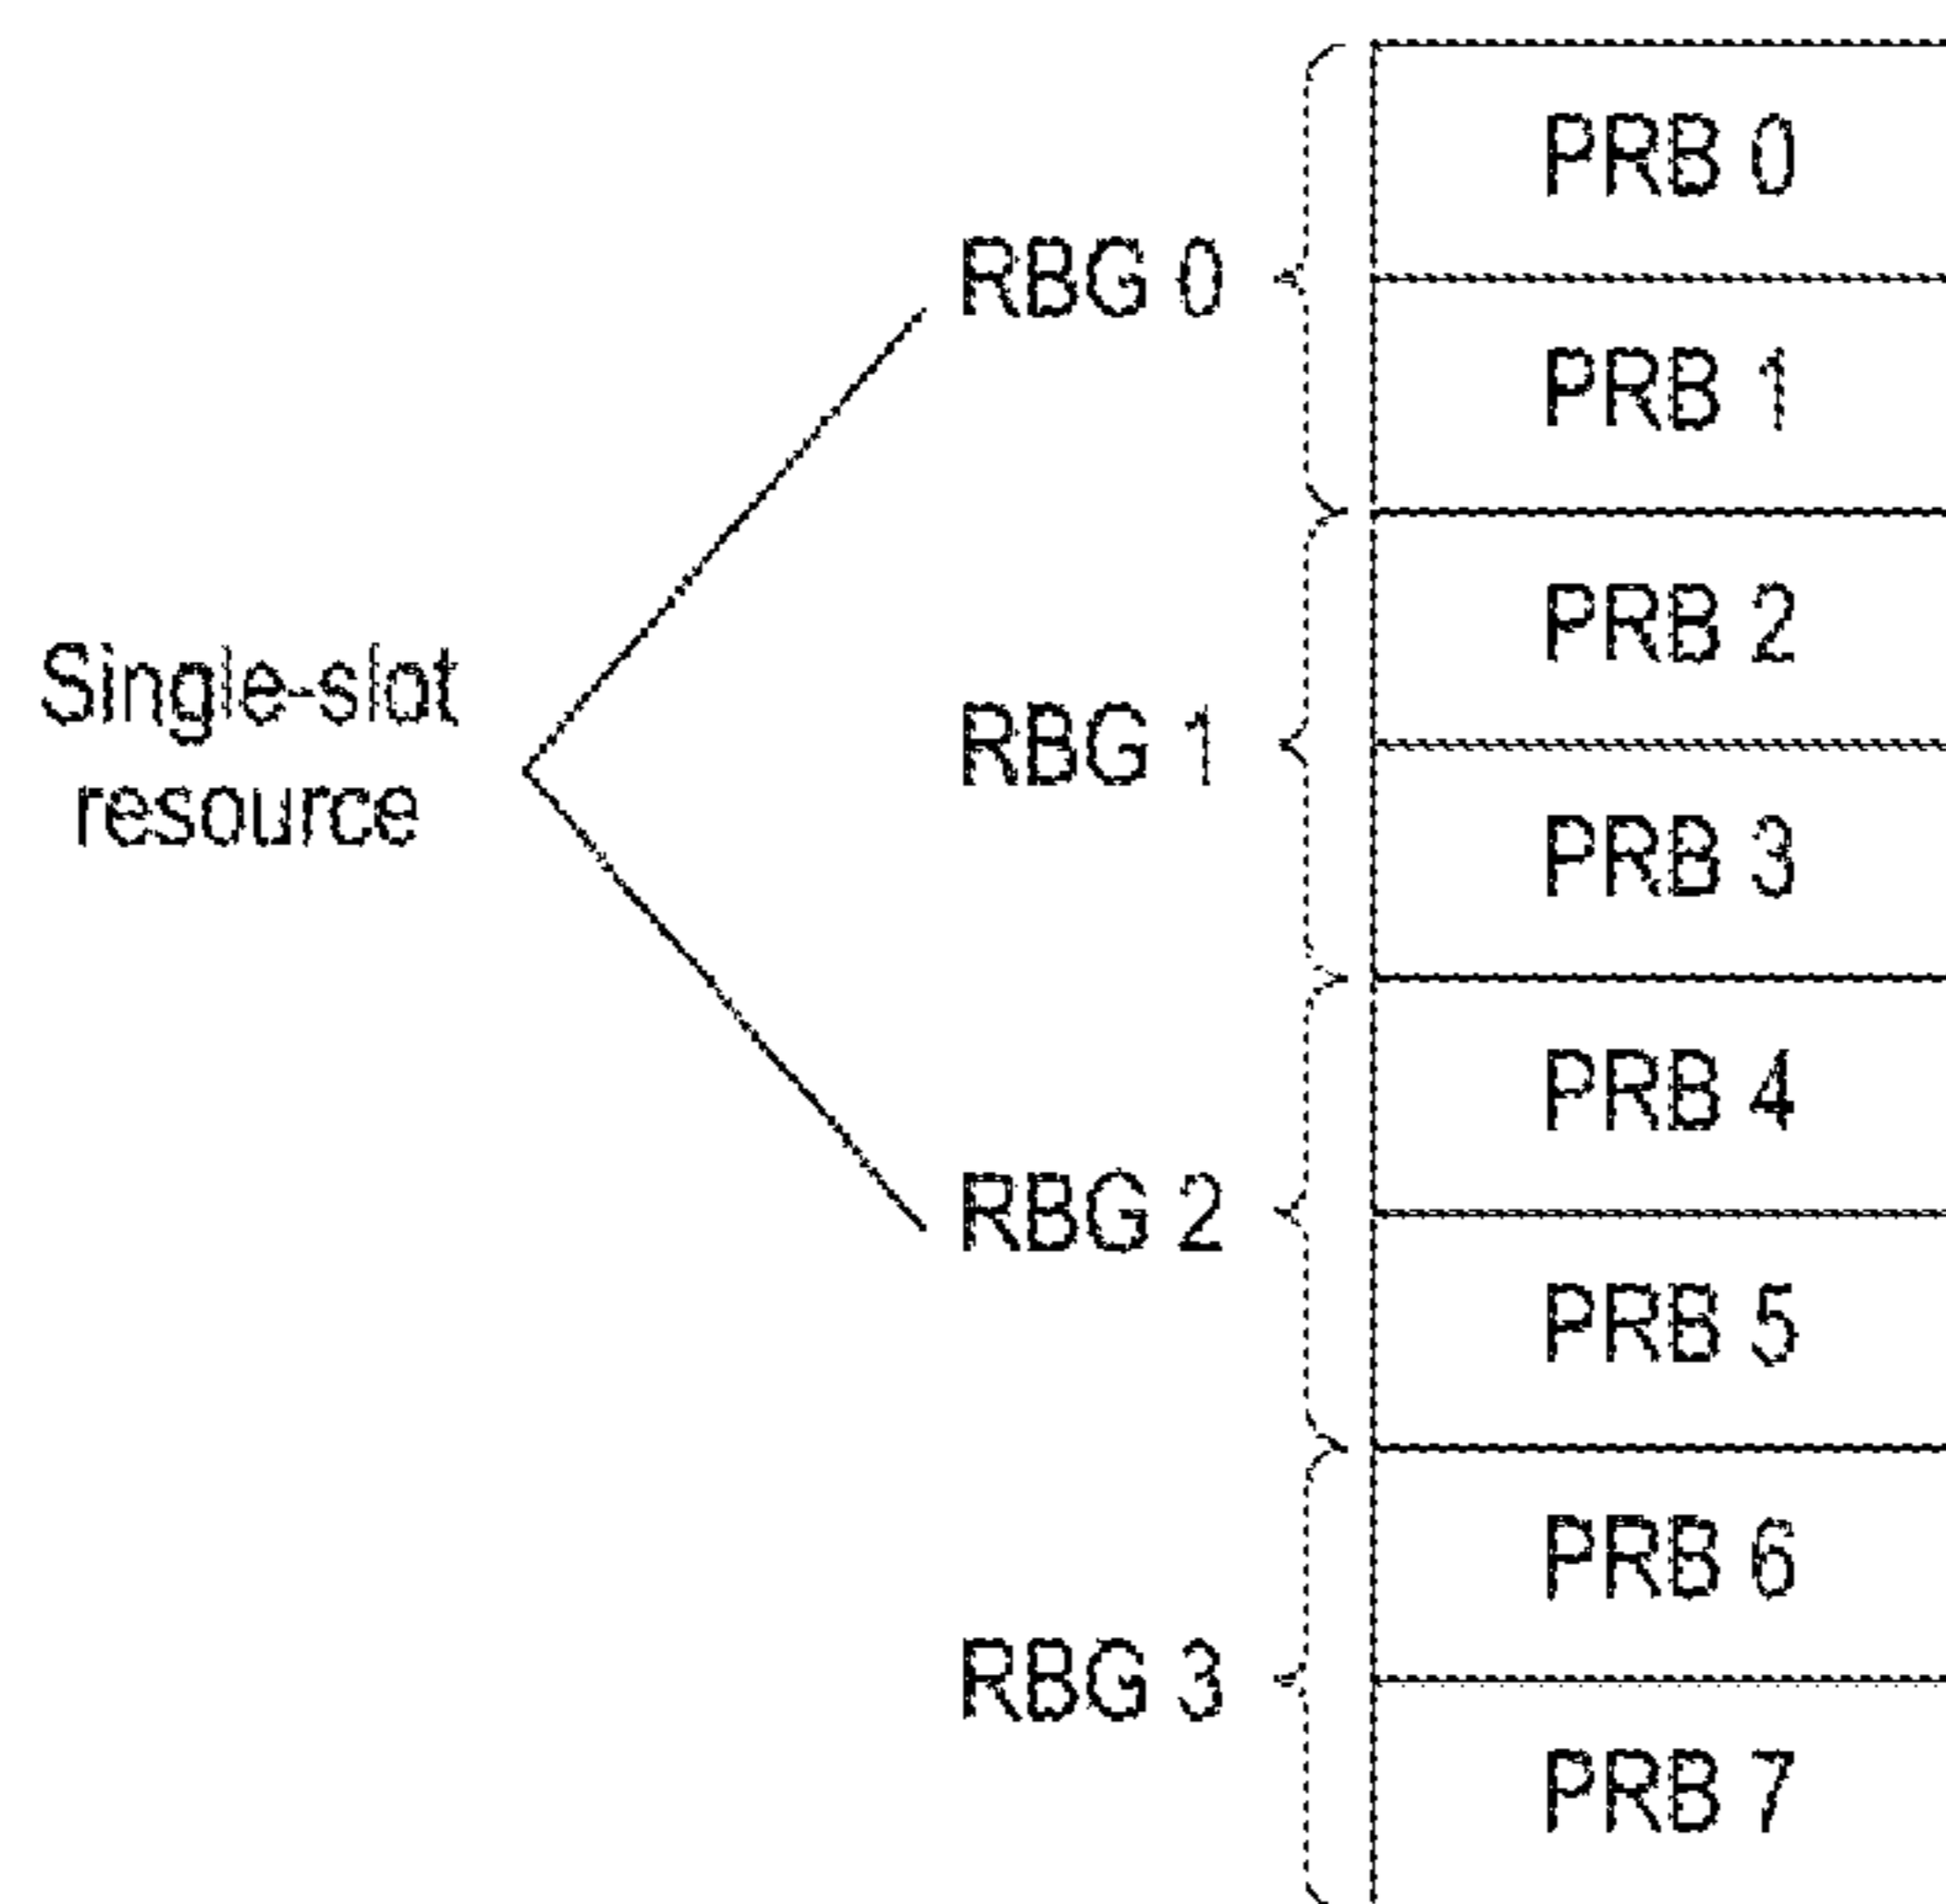 PRB 0
RBG 0
PRB 1
PRB 2
Single-slot
resource
RBG 1
PRB 3
PRB 4
RBG 2
PRB 5
PRB 6
RBG 3
PRB 7